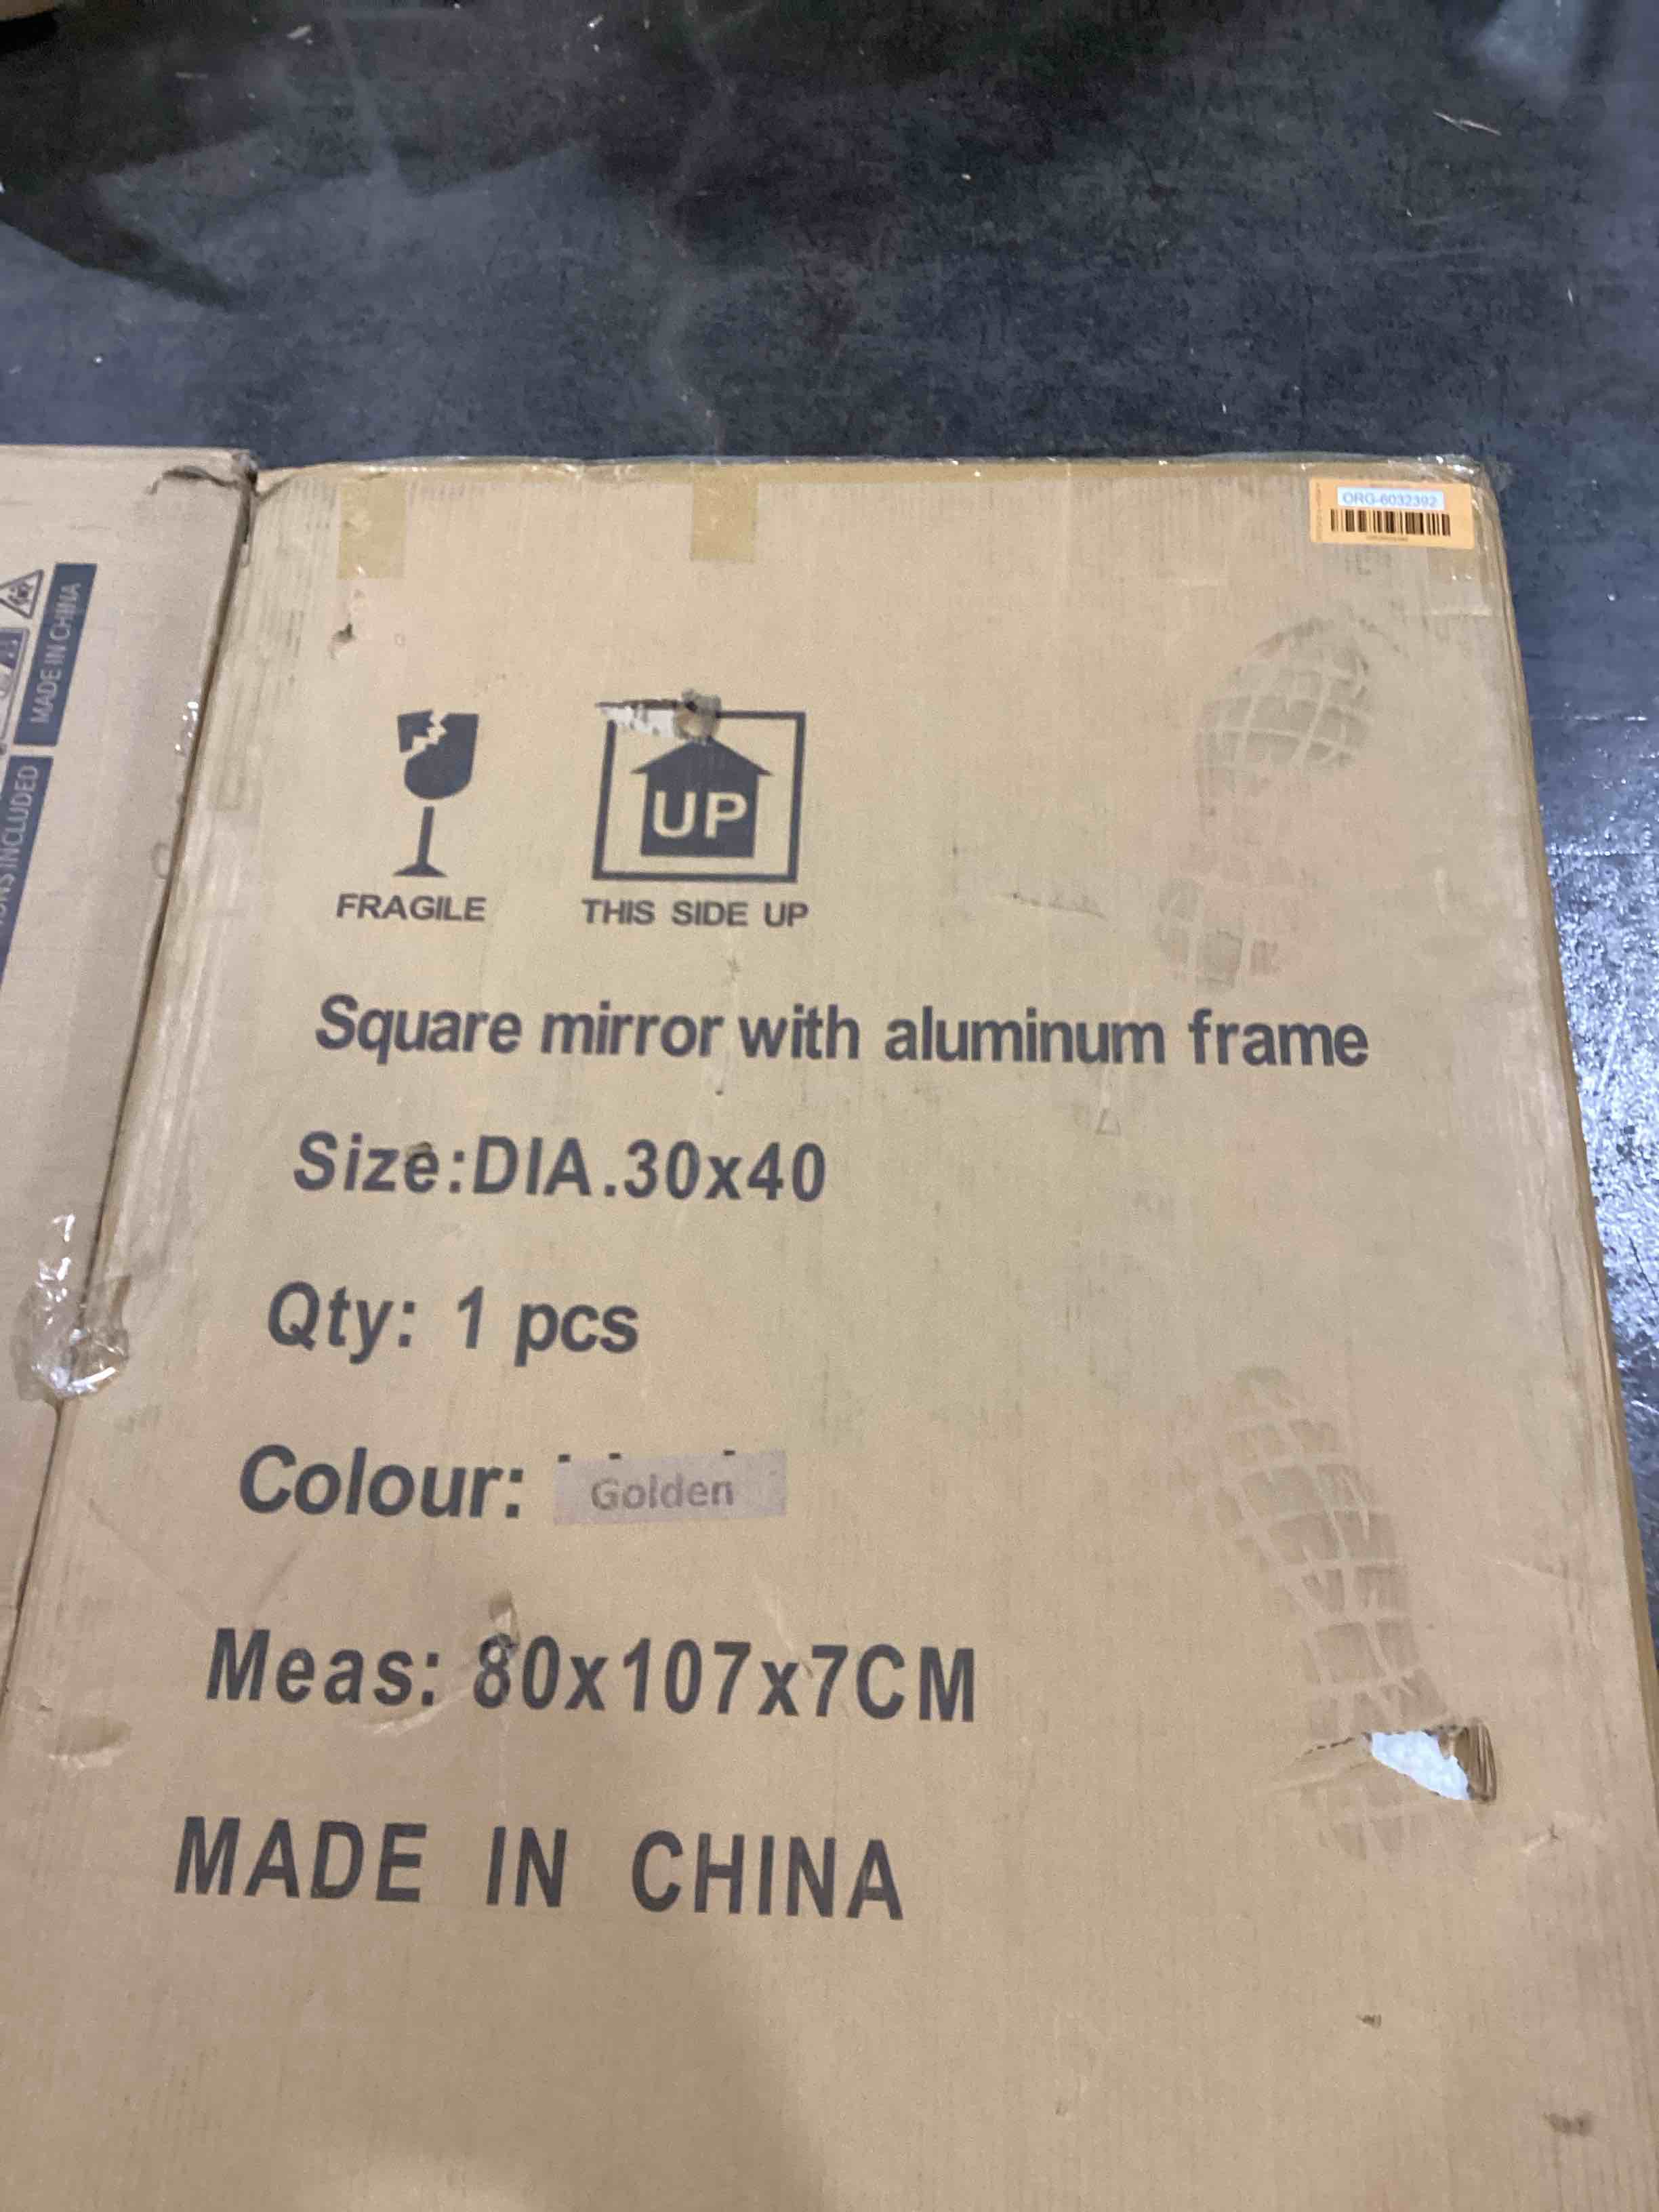 ORG-6032392
MADE IN CHINA
INCLUDED
UP
FRAGILE
THIS SIDE UP
Square mirror with aluminum frame
Size:DIA.30x40
Qty: 1 pcs
Colour: Golden
Meas: 80x107x7CM
MADE IN CHINA